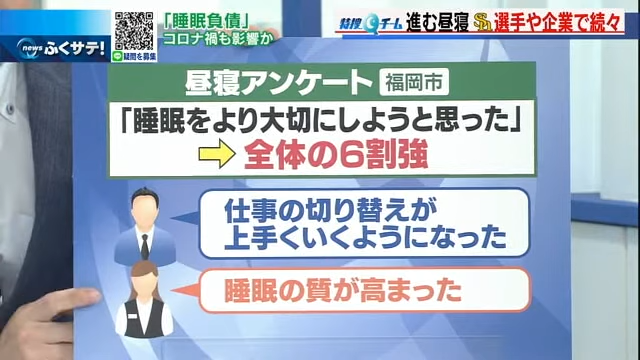 news ふくサテ!
疑問を募集
「睡眠負債」
コロナ禍も影響か
特捜Qチーム
進む昼寝 SH選手や企業で続々
昼寝アンケート 福岡市
「睡眠をより大切にしようと思った」
全体の6割強
仕事の切り替えが
上手くいくようになった
睡眠の質が高まった